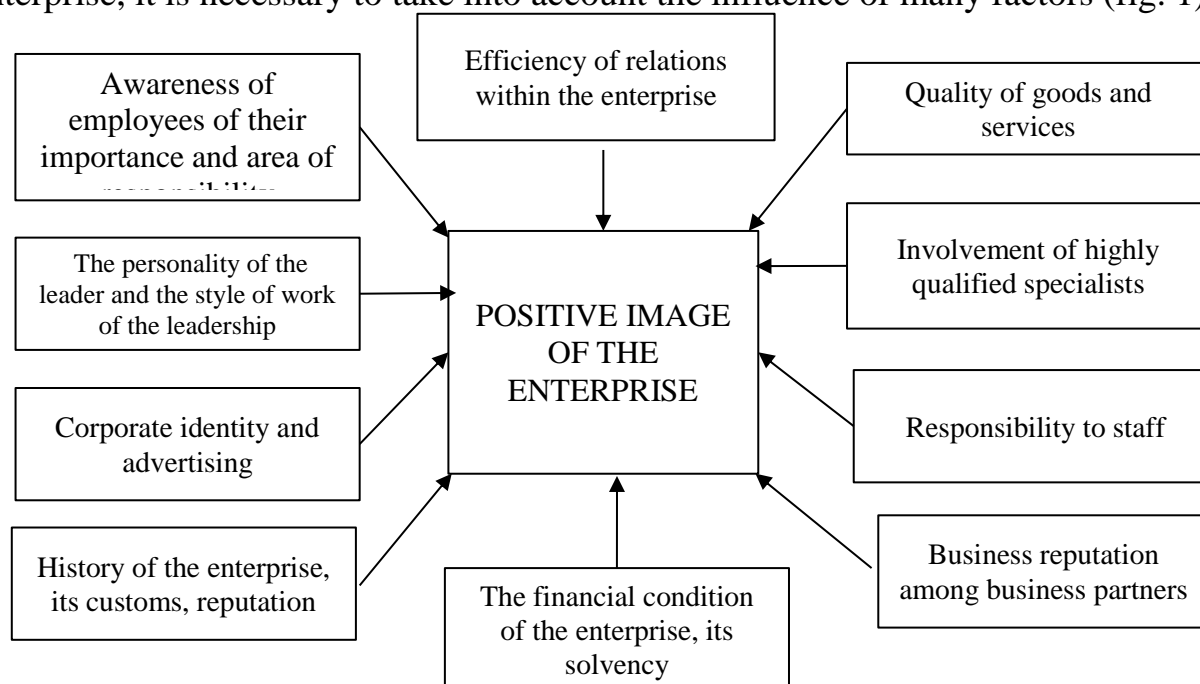 enterprise, it is necessary to take into account the influence of many factors (fig. 1)
Awareness of
employees of their
importance and area of
responsibility
Efficiency of relations
within the enterprise
Quality of goods and
services
The personality of the
leader and the style of work
of the leadership
Involvement of highly
qualified specialists
POSITIVE IMAGE
OF THE
ENTERPRISE
Corporate identity and
advertising
Responsibility to staff
History of the enterprise,
its customs, reputation
The financial condition
of the enterprise, its
solvency
Business reputation
among business partners